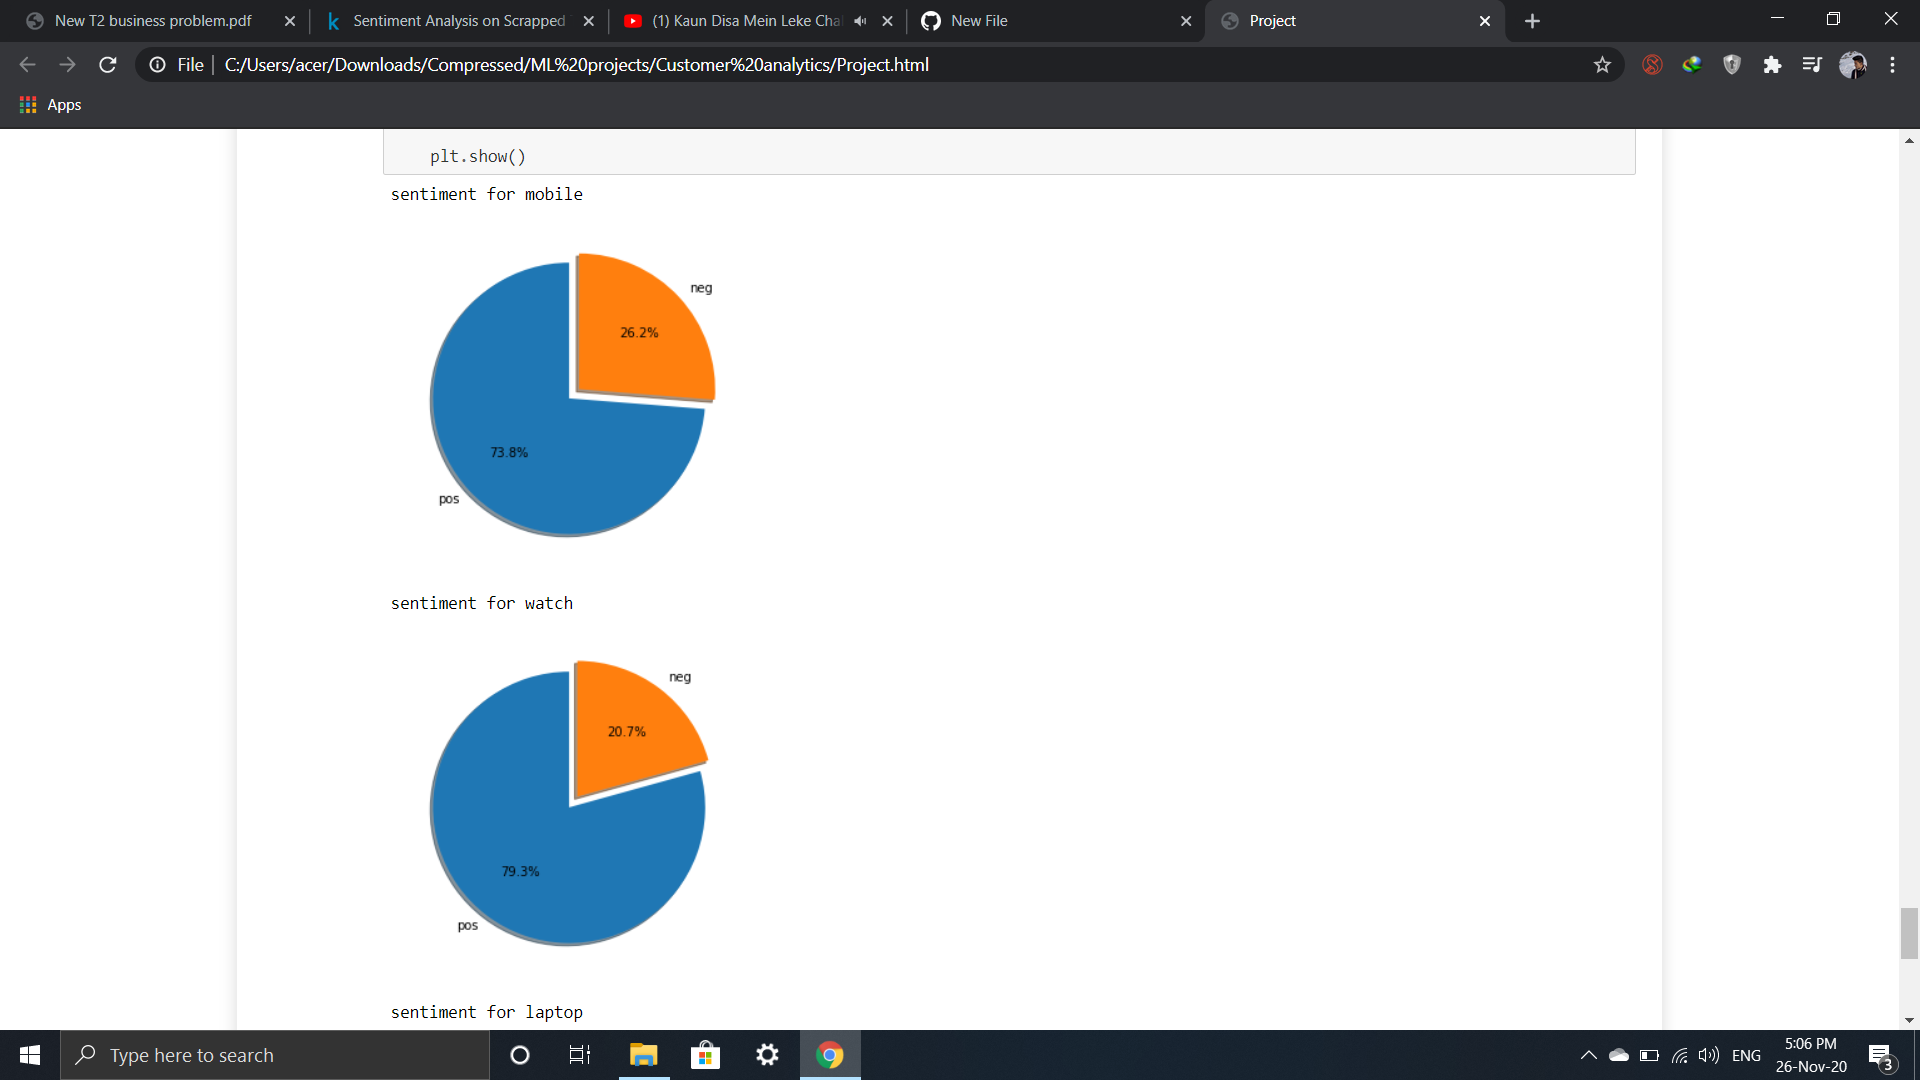 New T2 business problem.pdf
Sentiment Analysis on Scrapped
(1) Kaun Disa Mein Leke Cha
New File
Project
File
C:/Users/acer/Downloads/Compressed/ML%20projects/Customer%20analytics/Project.html
Apps
plt.show()
sentiment for mobile
neg
26.2%
73.8%
pos
sentiment for watch
neg
20.7%
79.3%
pos
sentiment for laptop
Type here to search
ENG
5:06 PM
26-Nov-20
3